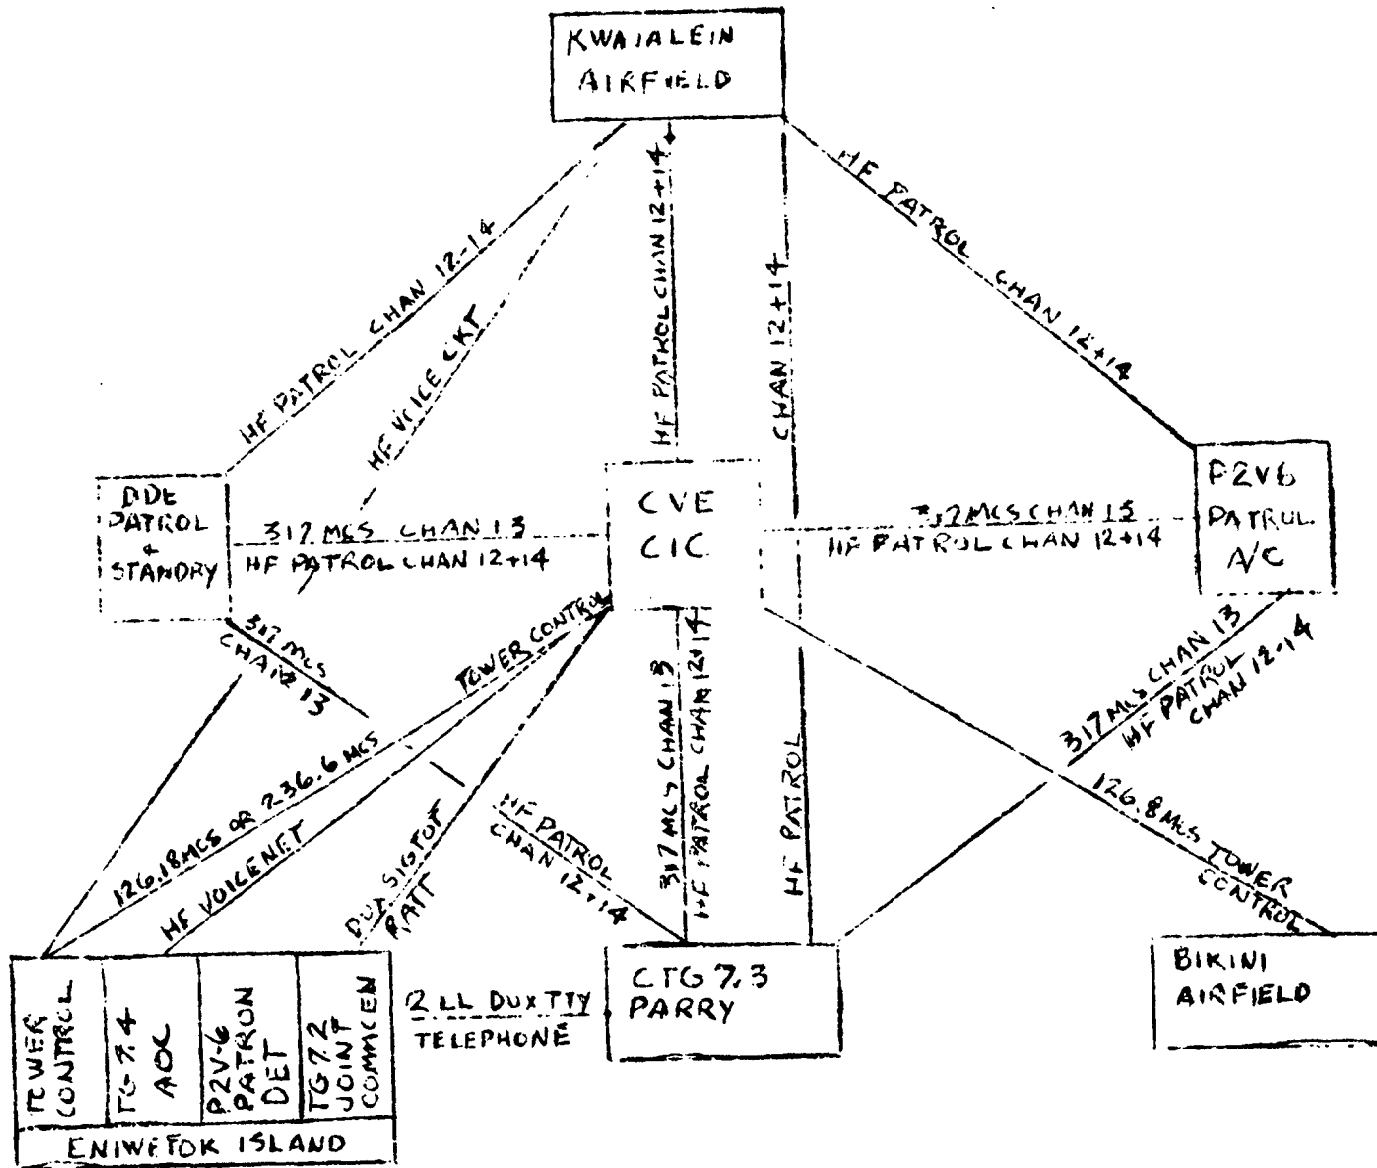 KWAJALEIN
AIRFIELD
HF PATROL CHAN 12-14
HF VOICE CKT
HF PATROL CHAN 12+14
CHAN 12+14
HF PATROL
HF PATROL CHAN 12+14
DDE
PATROL
+
STANDBY
317 MCS CHAN 13
HF PATROL CHAN 12+14
CVE
CIC
317 MCS CHAN 13
HF PATROL CHAN 12+14
P2V6
PATROL
A/C
317 MCS
CHAN 13
HF PATROL
CHAN 12+14
TOWER CONTROL
126.18 MCS OR 236.6 MCS
HF VOICE NET
DUX SIGTOT
RATT
317 MCS CHAN 13
HF PATROL CHAN 12+14
317 MCS CHAN 13
HF PATROL
CHAN 12-14
126.8 MCS TOWER
CONTROL
TOWER
CONTROL
TG 7.4
AOC
P2V-6
PATRON
DET
TG 7.2
JOINT
COMMCEN
ENIWETOK ISLAND
2 LL DUX TTY
TELEPHONE
CTG 7.3
PARRY
BIKINI
AIRFIELD